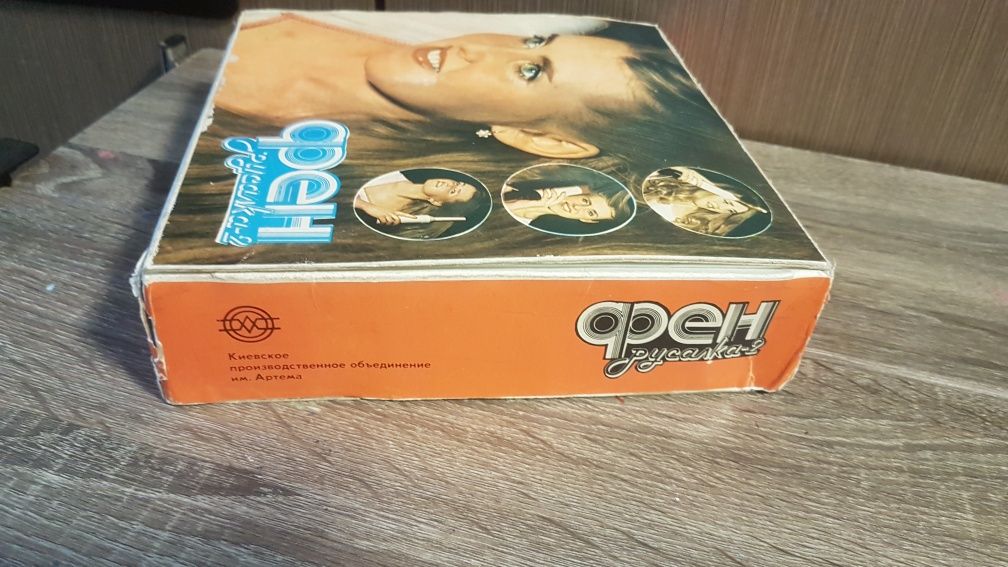 фен
русалка-2
Киевское
производственное объединение
им. Артема
фен
русалка-2